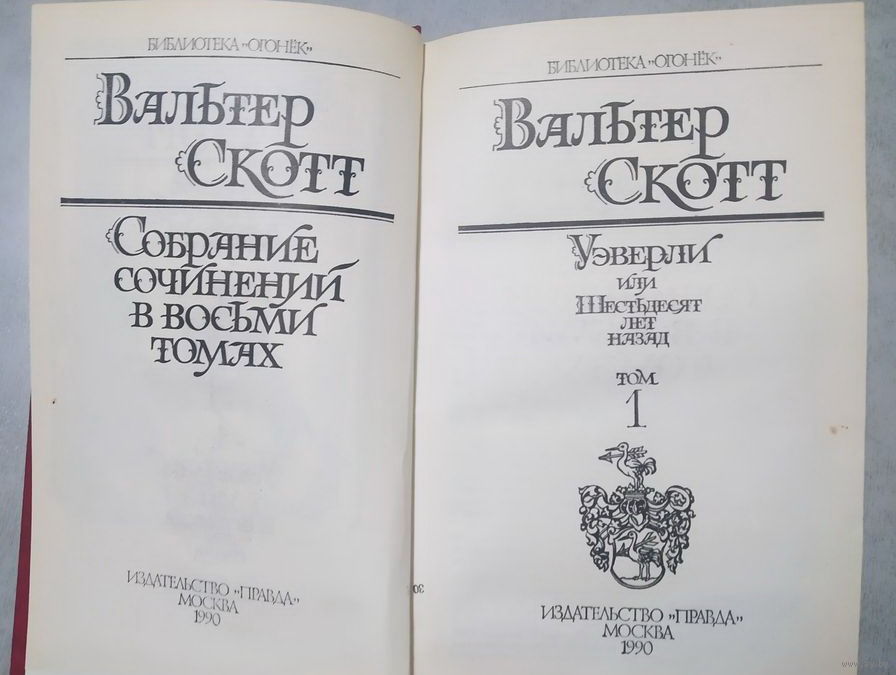 БИБЛИОТЕКА „ОГОНЁК“
ВАЛЬТЕР
СКОТТ
СОБРАНИЕ
СОЧИНЕНИЙ
В ВОСЬМИ
ТОМАХ
ИЗДАТЕЛЬСТВО „ПРАВДА“
МОСКВА
1990
БИБЛИОТЕКА „ОГОНЁК“
ВАЛЬТЕР
СКОТТ
УЭВЕРЛИ
ИЛИ
ШЕСТЬДЕСЯТ
ЛЕТ
НАЗАД
ТОМ
1
ИЗДАТЕЛЬСТВО „ПРАВДА“
МОСКВА
1990